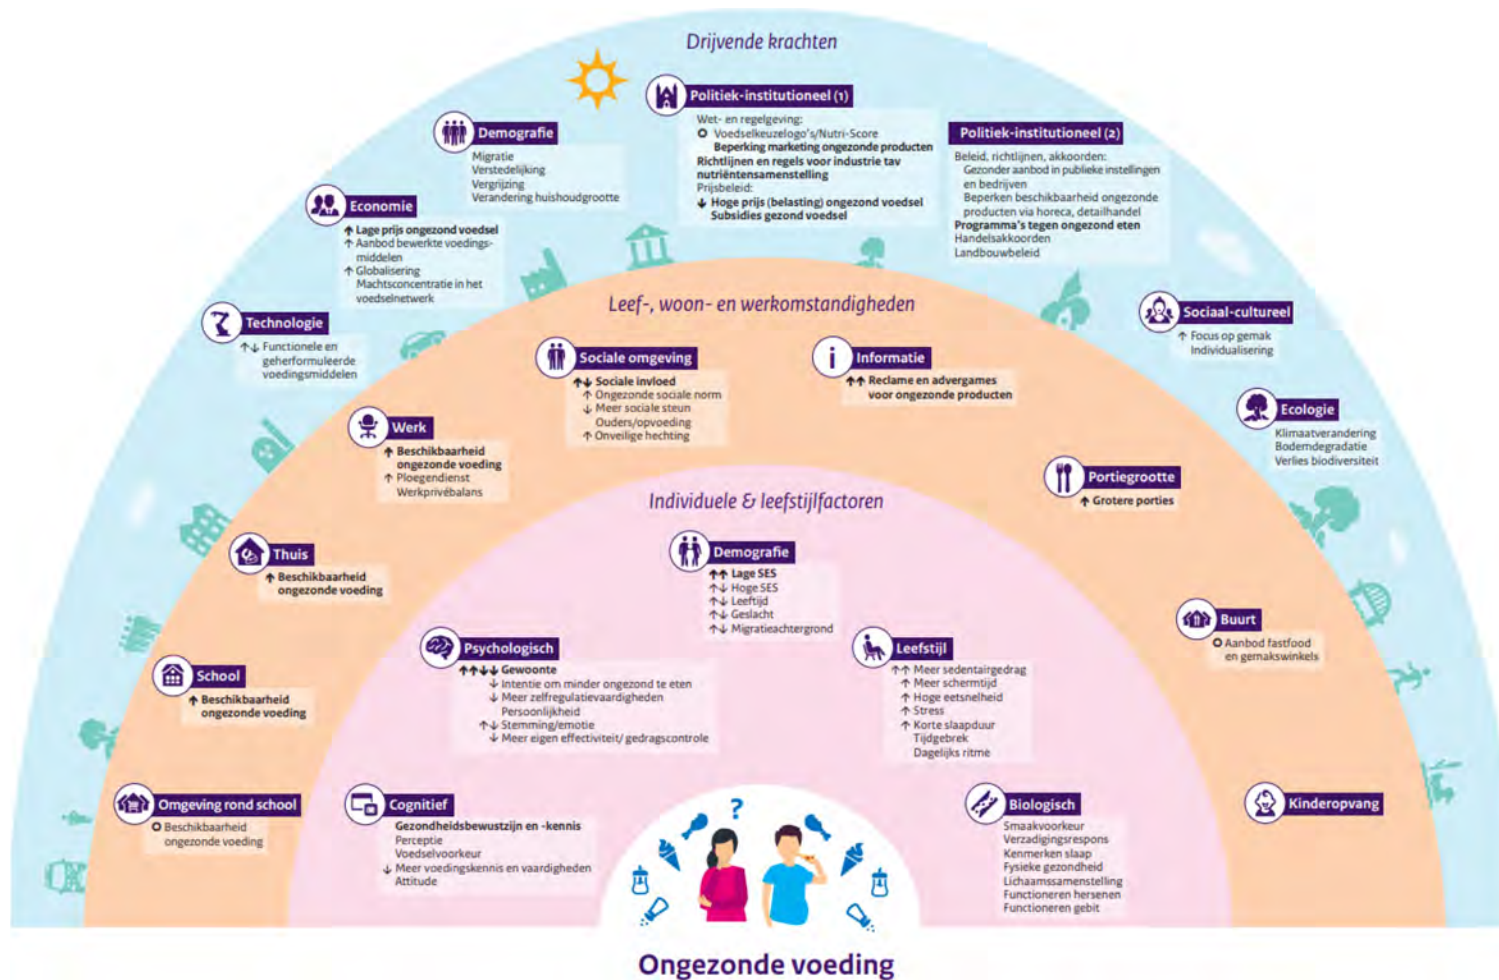 Drijvende krachten
Politiek-institutioneel (1)
Wet- en regelgeving:
Voedselkeuzelogo's/Nutri-Score
Beperking marketing ongezonde producten
Richtlijnen en regels voor industrie tav
nutriëntensamenstelling
Prijsbeleid:
↓ Hoge prijs (belasting) ongezond voedsel
Subsidies gezond voedsel
Politiek-institutioneel (2)
Beleid, richtlijnen, akkoorden:
Gezonder aanbod in publieke instellingen
en bedrijven
Beperken beschikbaarheid ongezonde
producten via horeca, detailhandel
Programma's tegen ongezond eten
Handelsakkoorden
Landbouwbeleid
Demografie
Migratie
Verstedelijking
Vergrijzing
Verandering huishoudgrootte
Economie
↑ Lage prijs ongezond voedsel
↑ Aanbod bewerkte voedings-
middelen
↑ Globalisering
Machtsconcentratie in het
voedselnetwerk
Technologie
↑↓ Functionele en
geherformuleerde
voedingsmiddelen
Sociaal-cultureel
↑ Focus op gemak
Individualisering
Ecologie
Klimaatverandering
Bodemdegradatie
Verlies biodiversiteit
Leef-, woon- en werkomstandigheden
Sociale omgeving
↑↓ Sociale invloed
↑ Ongezonde sociale norm
↓ Meer sociale steun
Ouders/opvoeding
↑ Onveilige hechting
Informatie
↑↑ Reclame en advergames
voor ongezonde producten
Werk
↑ Beschikbaarheid
ongezonde voeding
↑ Ploegendienst
Werkprivébalans
Portiegrootte
↑ Grotere porties
Thuis
↑ Beschikbaarheid
ongezonde voeding
Buurt
Aanbod fastfood
en gemakswinkels
School
↑ Beschikbaarheid
ongezonde voeding
Omgeving rond school
Beschikbaarheid
ongezonde voeding
Kinderopvang
Individuele & leefstijlfactoren
Demografie
↑↑ Lage SES
↑↓ Hoge SES
↑↓ Leeftijd
↑↓ Geslacht
↑↓ Migratieachtergrond
Psychologisch
↑↑↓↓ Gewoonte
↓ Intentie om minder ongezond te eten
↓ Meer zelfregulatievaardigheden
Persoonlijkheid
↑↓ Stemming/emotie
↓ Meer eigen effectiviteit/ gedragscontrole
Leefstijl
↑↑ Meer sedentairgedrag
↑ Meer schermtijd
↑ Hoge eetsnelheid
↑ Stress
↑ Korte slaapduur
Tijdgebrek
Dagelijks ritme
Cognitief
Gezondheidsbewustzijn en -kennis
Perceptie
Voedselvoorkeur
↓ Meer voedingskennis en vaardigheden
Attitude
Biologisch
Smaakvoorkeur
Verzadigingsrespons
Kenmerken slaap
Fysieke gezondheid
Lichaamssamenstelling
Functioneren hersenen
Functioneren gebit
?
Ongezonde voeding